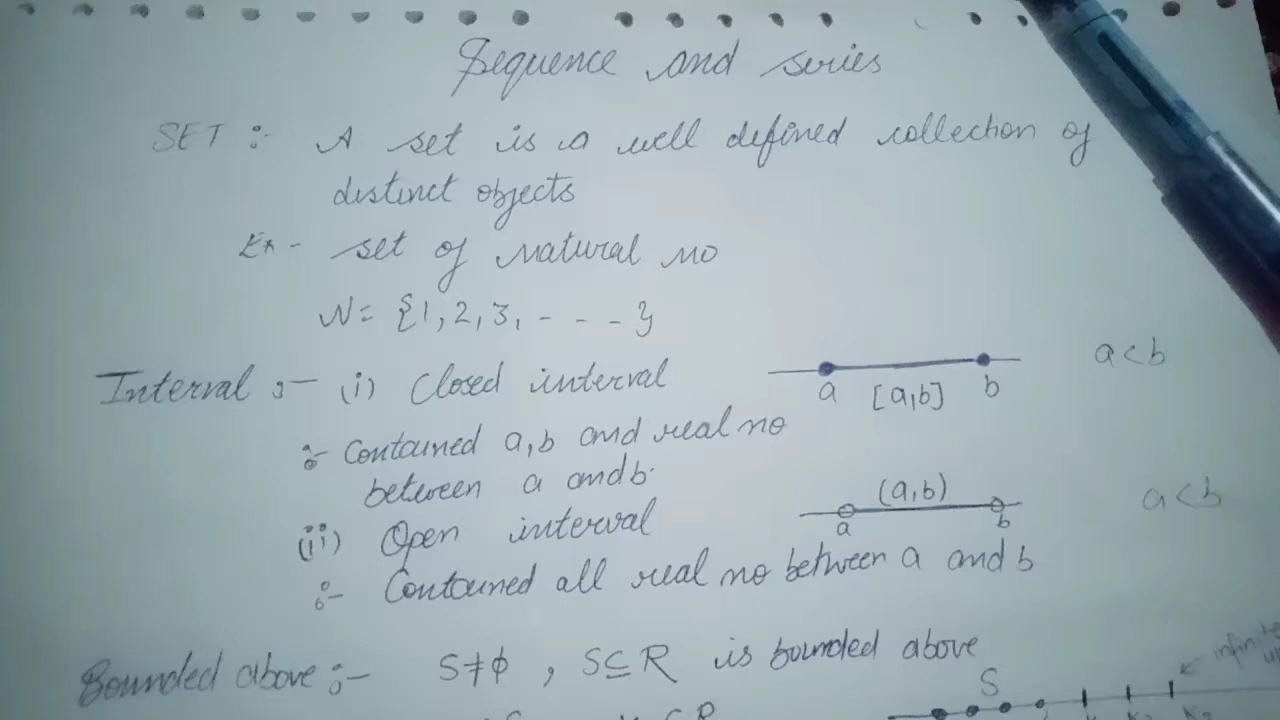 Sequence and series
SET :- A set is a well defined collection of
distinct objects
Ex - set of natural no
N = {1, 2, 3, - - - }
Interval :- (i) Closed interval
a [a,b] b
a<b
:- Contained a, b and real no
between a and b.
(ii) Open interval
(a,b)
a b
a<b
:- Contained all real no between a and b
Bounded above :- S≠ϕ , S⊆R is bounded above
S
infinite